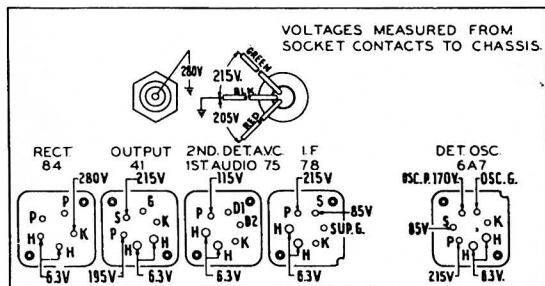 VOLTAGES MEASURED FROM
SOCKET CONTACTS TO CHASSIS.
280V
GREEN
215V.
BLK
205V
RED
RECT.
84
OUTPUT
41
2ND. DET. A.V.C.
1ST. AUDIO 75
I.F
78
DET. OSC.
6A7
280V
215V
115V
215V
OSC.P. 170V
OSC.G.
P
P
K
H
H
6.3V
G
S
K
P
H
H
195V
6.3V
P
D1
D2
H
K
H
6.3V
P
S
85V
K
SUP.G.
H
H
6.3V
85V
S
K
P
H
H
215V
6.3V